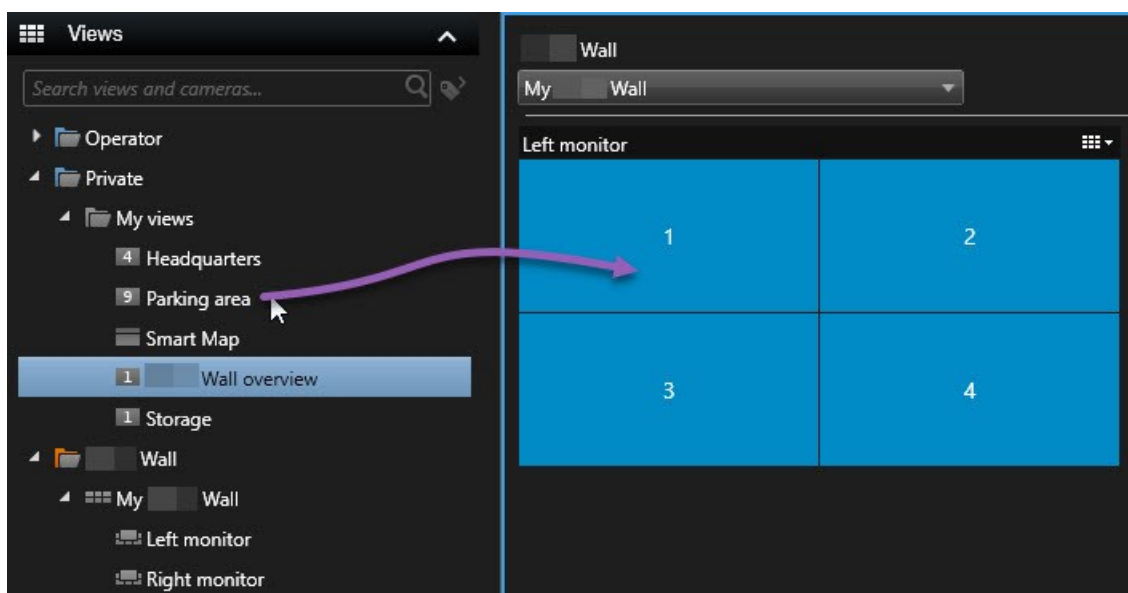 Views
Search views and cameras...
Operator
Private
My views
4 Headquarters
9 Parking area
Smart Map
1 Wall overview
1 Storage
Wall
My Wall
Left monitor
Right monitor
Wall
My Wall
Left monitor
1 2
3 4